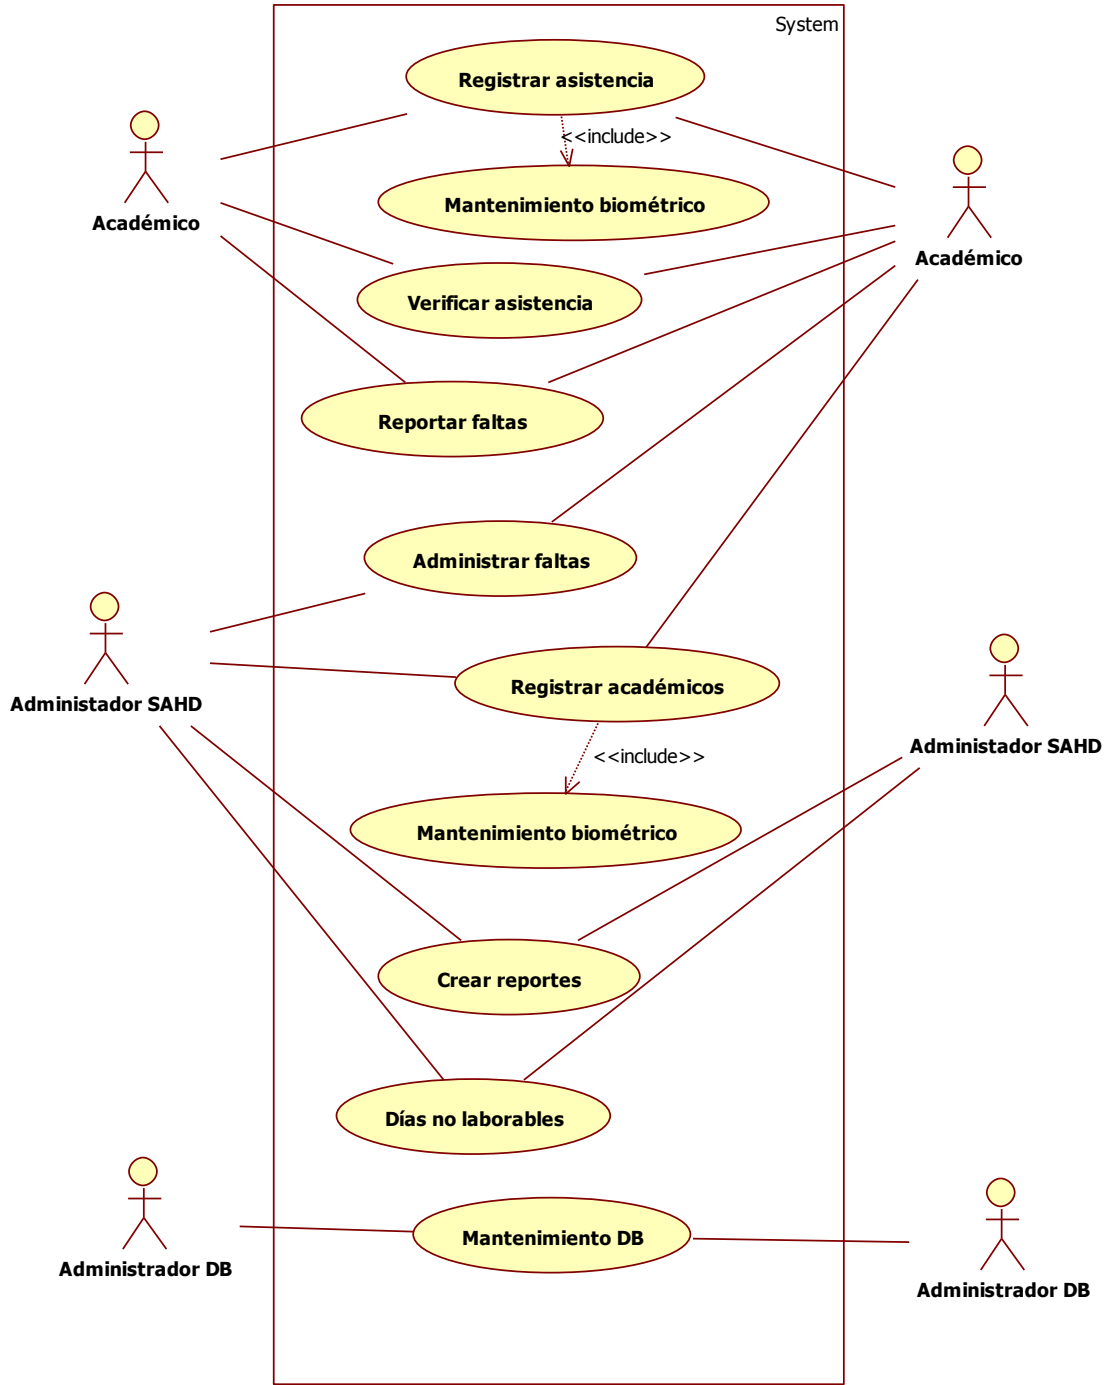 System
Registrar asistencia
<<include>>
Mantenimiento biométrico
Académico
Académico
Verificar asistencia
Reportar faltas
Administrar faltas
Registrar académicos
Administador SAHD
Administador SAHD
<<include>>
Mantenimiento biométrico
Crear reportes
Días no laborables
Mantenimiento DB
Administrador DB
Administrador DB